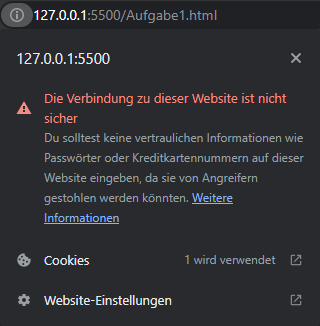 127.0.0.1:5500/Aufgabe1.html
127.0.0.1:5500
Die Verbindung zu dieser Website ist nicht
sicher
Du solltest keine vertraulichen Informationen wie
Passwörter oder Kreditkartennummern auf dieser
Website eingeben, da sie von Angreifern
gestohlen werden könnten. Weitere
Informationen
Cookies 1 wird verwendet
Website-Einstellungen